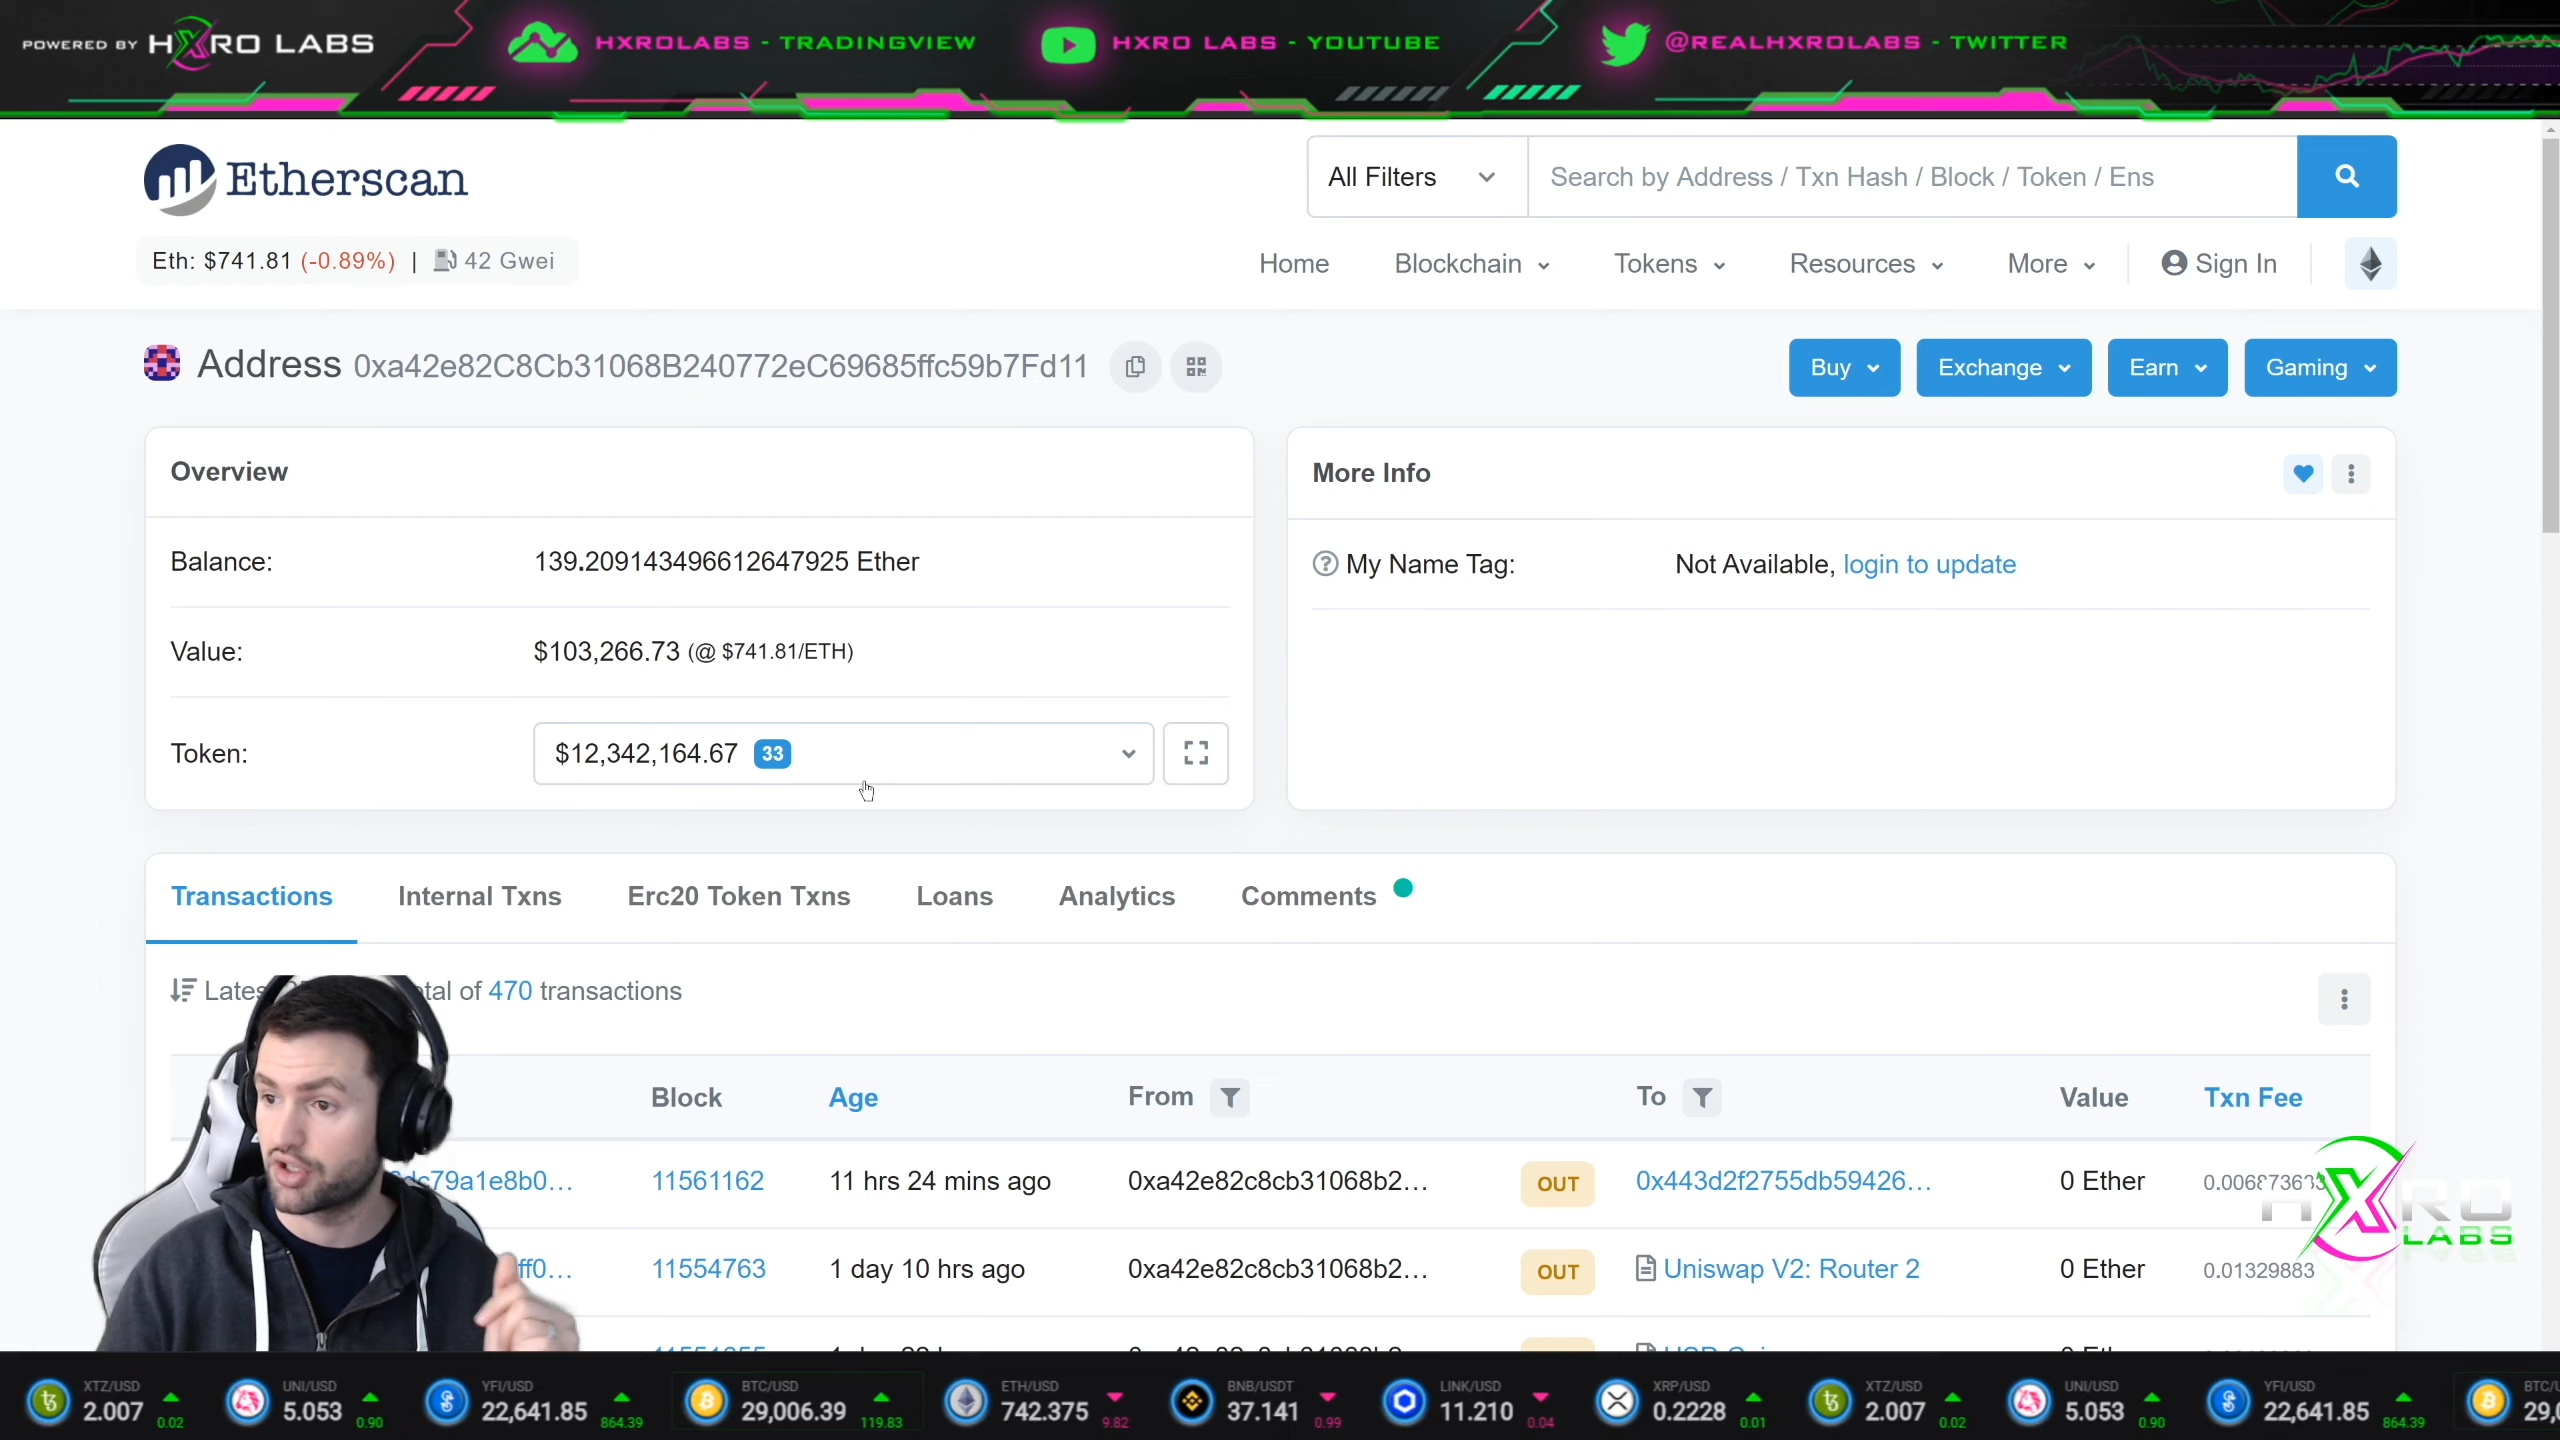 POWERED BY HXRO LABS
HXROLABS - TRADINGVIEW
HXRO LABS - YOUTUBE
@REALHXROLABS - TWITTER
Etherscan
All Filters
Search by Address / Txn Hash / Block / Token / Ens
Eth: $741.81 (-0.89%) | 42 Gwei
Home Blockchain Tokens Resources More Sign In
Address 0xa42e82C8Cb31068B240772eC69685ffc59b7Fd11
Buy Exchange Earn Gaming
Overview
Balance: 139.209143496612647925 Ether
Value: $103,266.73 (@ $741.81/ETH)
Token: $12,342,164.67 33
More Info
My Name Tag: Not Available, login to update
Transactions Internal Txns Erc20 Token Txns Loans Analytics Comments
of 470 transactions
Block Age From To Value Txn Fee
dc79a1e8b0... 11561162 11 hrs 24 mins ago 0xa42e82c8cb31068b2... OUT 0x443d2f2755db59426... 0 Ether
ff0... 11554763 1 day 10 hrs ago 0xa42e82c8cb31068b2... OUT Uniswap V2: Router 2 0 Ether 0.01329883
HXRO
LABS
XTZ/USD 2.007 0.02
UNI/USD 5.053 0.90
YFI/USD 22,641.85 864.39
BTC/USD 29,006.39 119.83
ETH/USD 742.375 9.82
BNB/USDT 37.141 0.99
LINK/USD 11.210 0.04
XRP/USD 0.2228 0.01
XTZ/USD 2.007 0.02
UNI/USD 5.053 0.90
YFI/USD 22,641.85 864.39